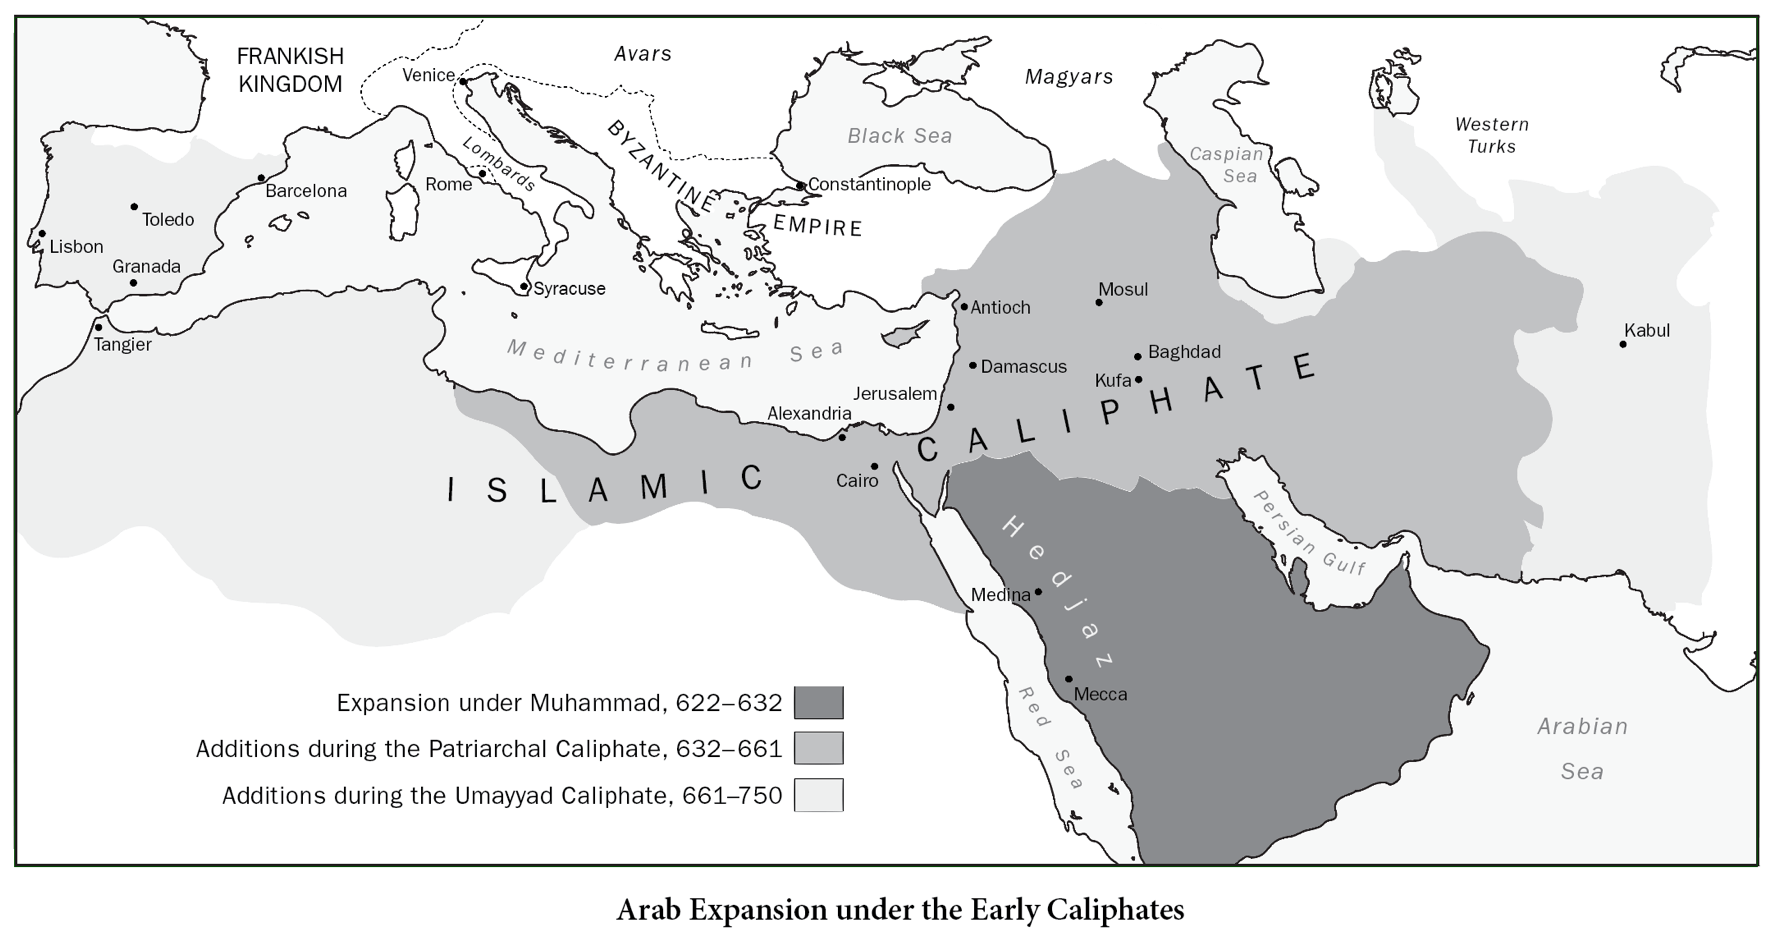 FRANKISH
KINGDOM
Venice
Avars
Magyars
Western
Turks
Black Sea
Caspian
Sea
BYZANTINE
EMPIRE
Lombards
Rome
Constantinople
Barcelona
Toledo
Lisbon
Granada
Syracuse
Tangier
Antioch
Mosul
Kabul
Mediterranean Sea
Damascus
Baghdad
Kufa
Jerusalem
Alexandria
Cairo
ISLAMIC CALIPHATE
Persian Gulf
Hedjaz
Medina
Mecca
Red Sea
Arabian
Sea
Expansion under Muhammad, 622–632
Additions during the Patriarchal Caliphate, 632–661
Additions during the Umayyad Caliphate, 661–750
Arab Expansion under the Early Caliphates